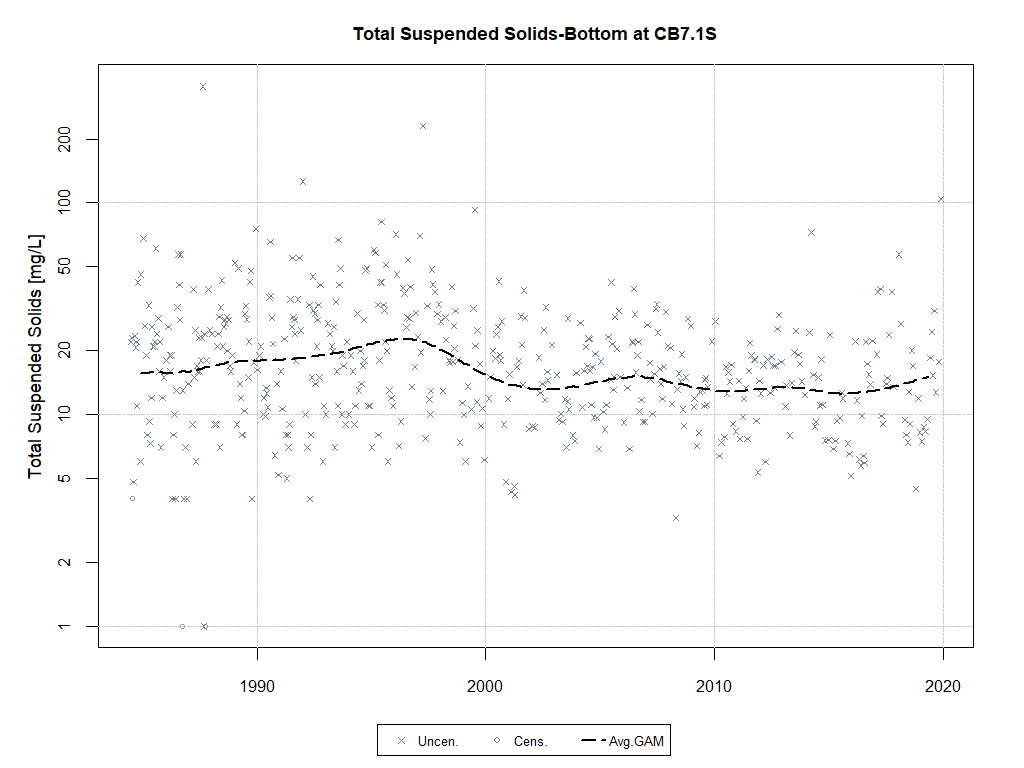 Total Suspended Solids-Bottom at CB7.1S
Total Suspended Solids [mg/L]
200
100
50
20
10
5
2
1
1990 2000 2010 2020
Uncen. Cens. Avg.GAM